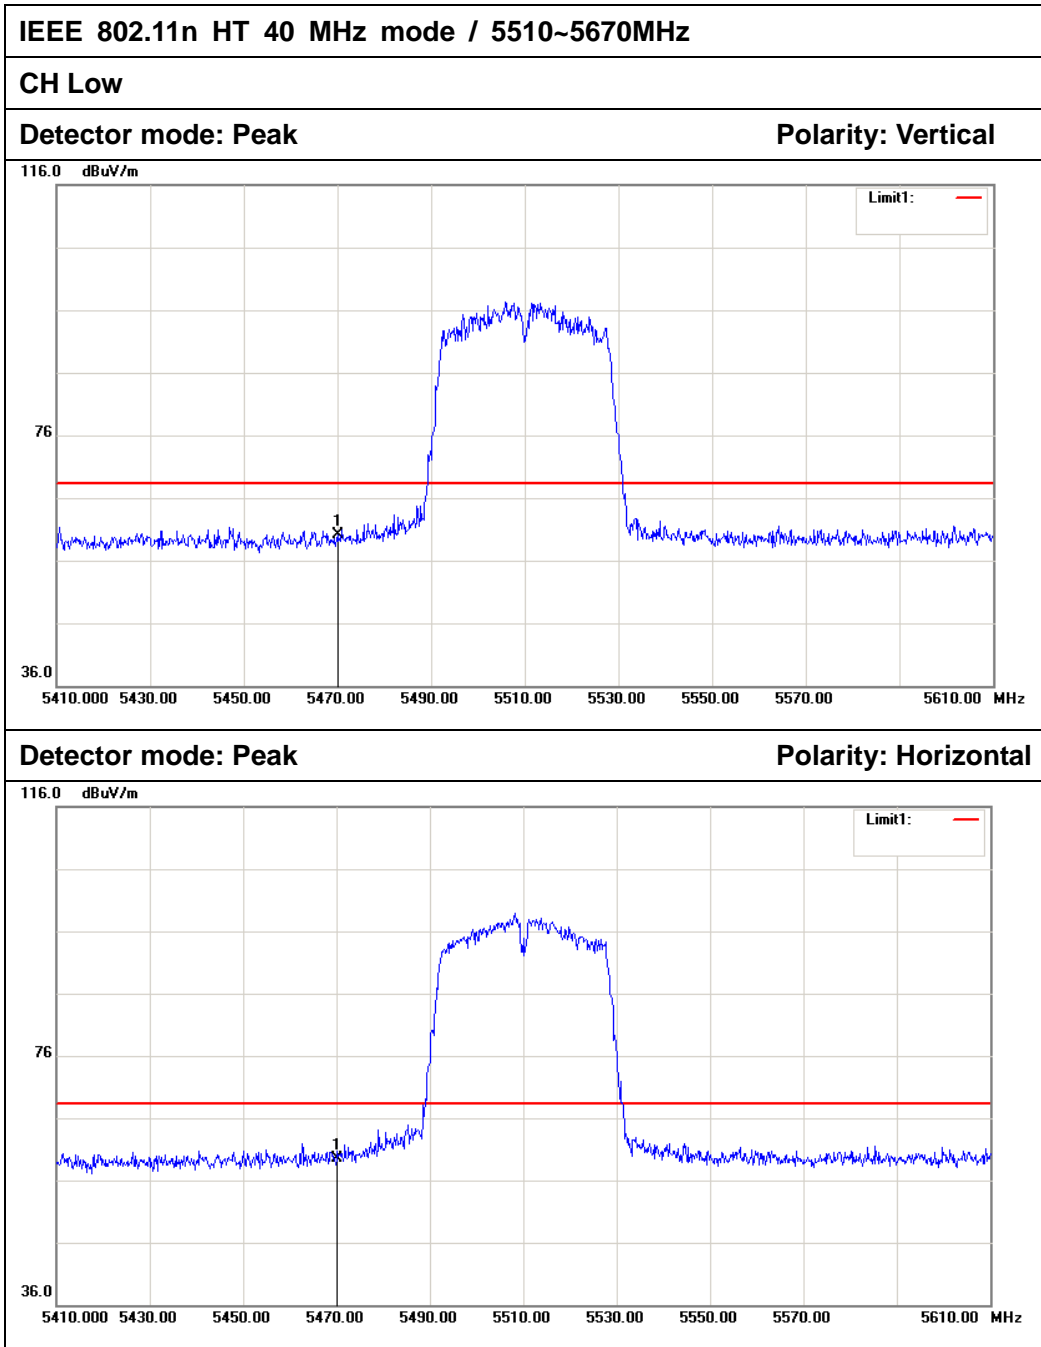 IEEE 802.11n HT 40 MHz mode / 5510~5670MHz
CH Low
Detector mode: Peak Polarity: Vertical
116.0 dBuV/m
Limit1:
76
1
36.0
5410.000 5430.00 5450.00 5470.00 5490.00 5510.00 5530.00 5550.00 5570.00 5610.00 MHz
Detector mode: Peak Polarity: Horizontal
116.0 dBuV/m
Limit1:
76
1
36.0
5410.000 5430.00 5450.00 5470.00 5490.00 5510.00 5530.00 5550.00 5570.00 5610.00 MHz